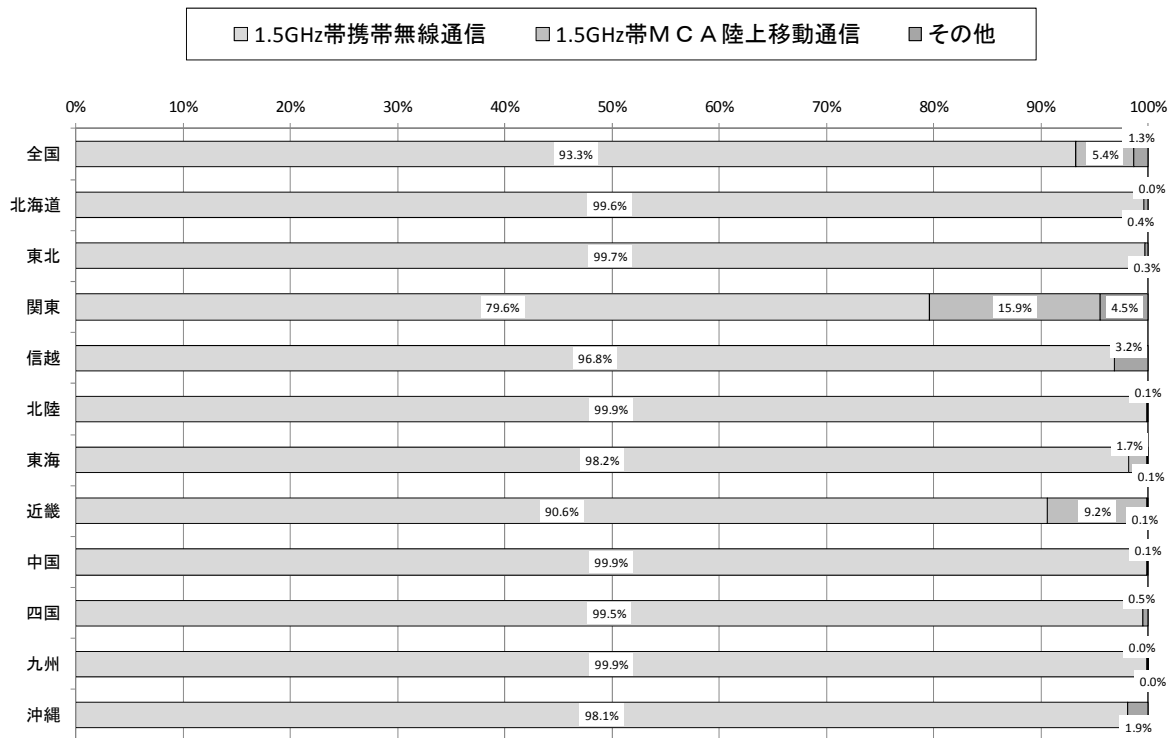 □1.5GHz帯携帯無線通信 ■1.5GHz帯MCA陸上移動通信 ■その他
0% 10% 20% 30% 40% 50% 60% 70% 80% 90% 100%
全国 93.3% 5.4% 1.3%
北海道 99.6% 0.0% 0.4%
東北 99.7% 0.3%
関東 79.6% 15.9% 4.5%
信越 96.8% 3.2%
北陸 99.9% 0.1%
東海 98.2% 1.7% 0.1%
近畿 90.6% 9.2% 0.1%
中国 99.9% 0.1%
四国 99.5% 0.5%
九州 99.9% 0.0% 0.0%
沖縄 98.1% 1.9%